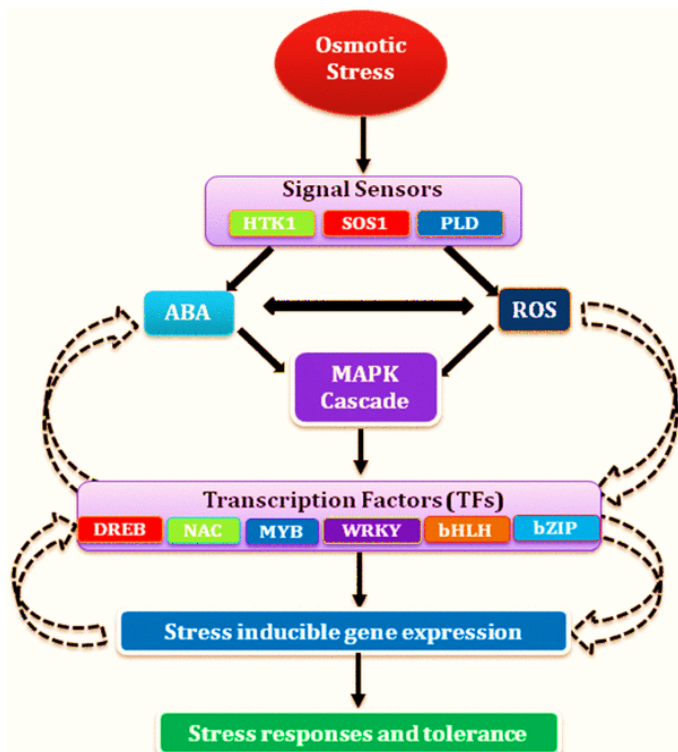 Osmotic
Stress
Signal Sensors
HTK1 SOS1 PLD
ABA ROS
MAPK
Cascade
Transcription Factors (TFs)
DREB NAC MYB WRKY bHLH bZIP
Stress inducible gene expression
Stress responses and tolerance